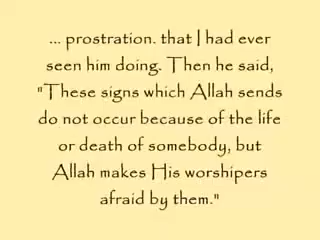 ... prostration. that I had ever
seen him doing. Then he said,
"These signs which Allah sends
do not occur because of the life
or death of somebody, but
Allah makes His worshipers
afraid by them."